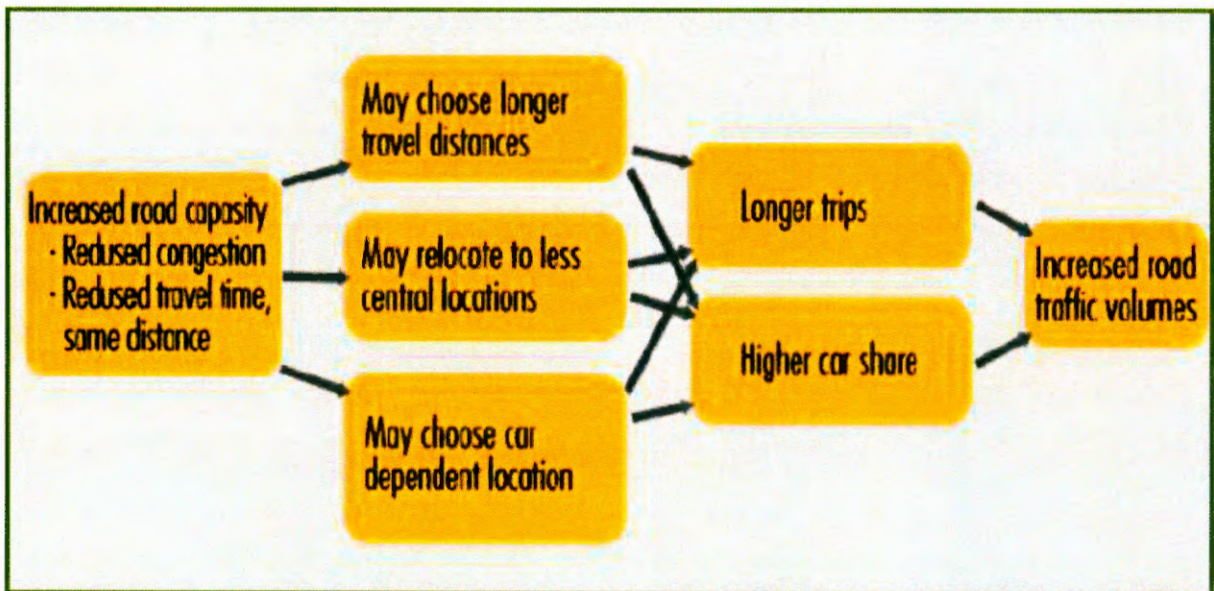 Increased road capacity
· Redused congestion
· Redused travel time,
same distance
May choose longer
travel distances
May relocate to less
central locations
May choose car
dependent location
Longer trips
Higher car share
Increased road
traffic volumes